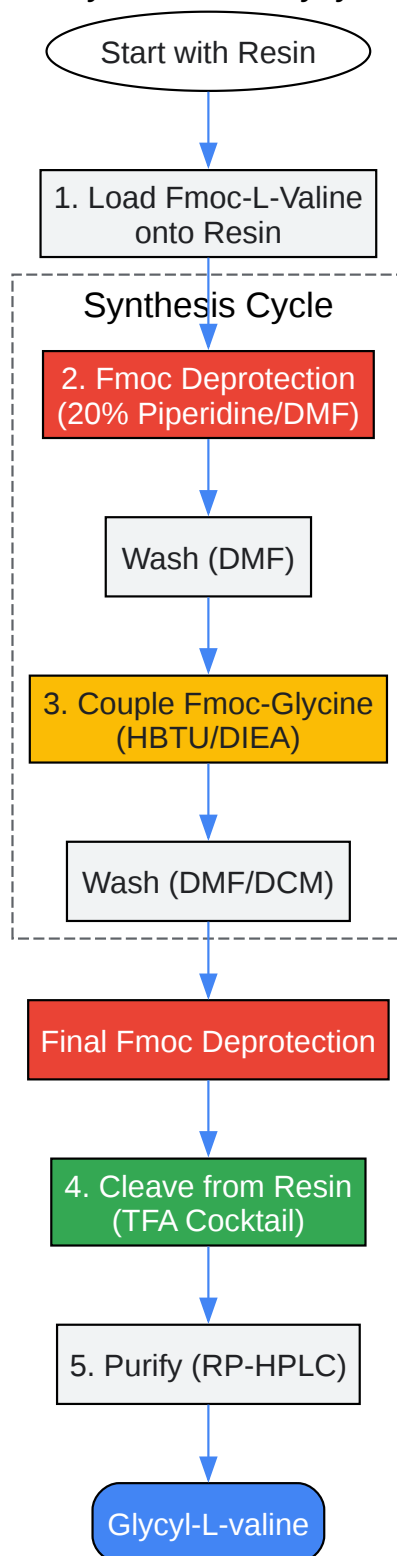 Start with Resin
1. Load Fmoc-L-Valine
onto Resin
Synthesis Cycle
2. Fmoc Deprotection
(20% Piperidine/DMF)
Wash (DMF)
3. Couple Fmoc-Glycine
(HBTU/DIEA)
Wash (DMF/DCM)
Final Fmoc Deprotection
4. Cleave from Resin
(TFA Cocktail)
5. Purify (RP-HPLC)
Glycyl-L-valine